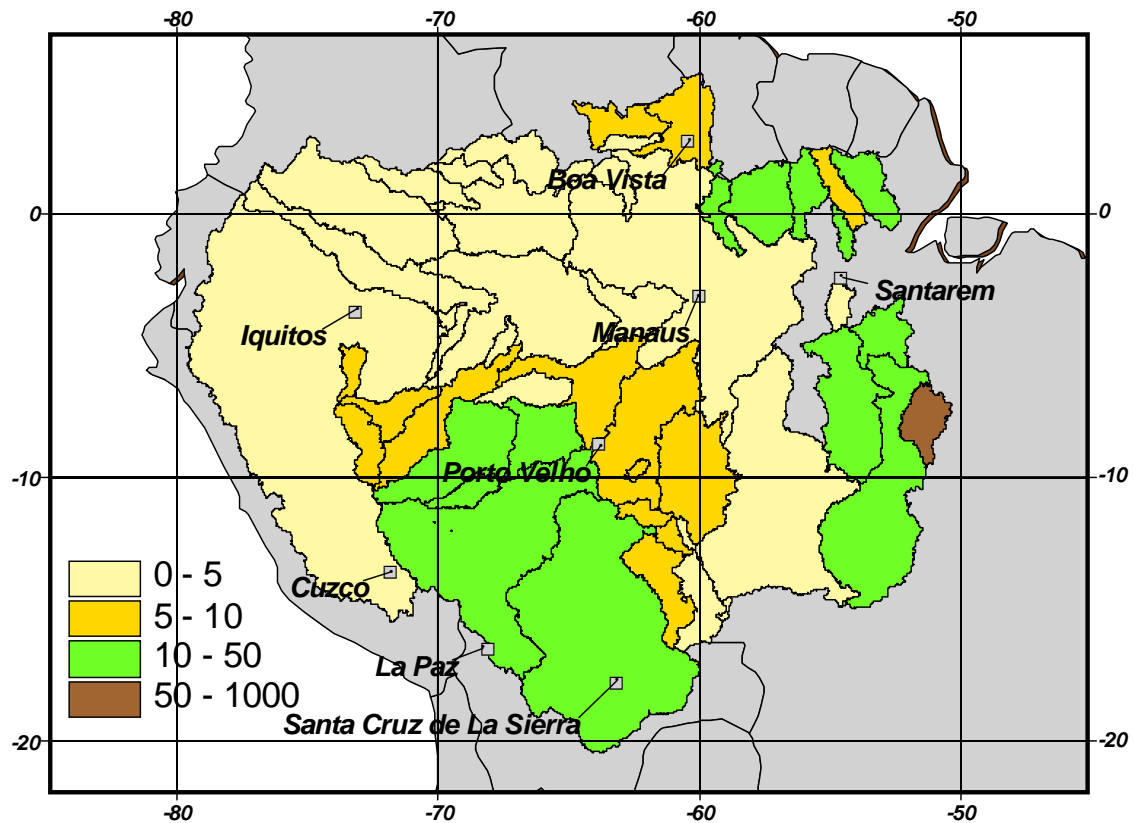 -80 -70 -60 -50
Boa Vista
0 0
Santarem
Iquitos
Manaus
Porto Velho
-10 -10
0 - 5
Cuzco
5 - 10
10 - 50
La Paz
50 - 1000
Santa Cruz de La Sierra
-20 -20
-80 -70 -60 -50